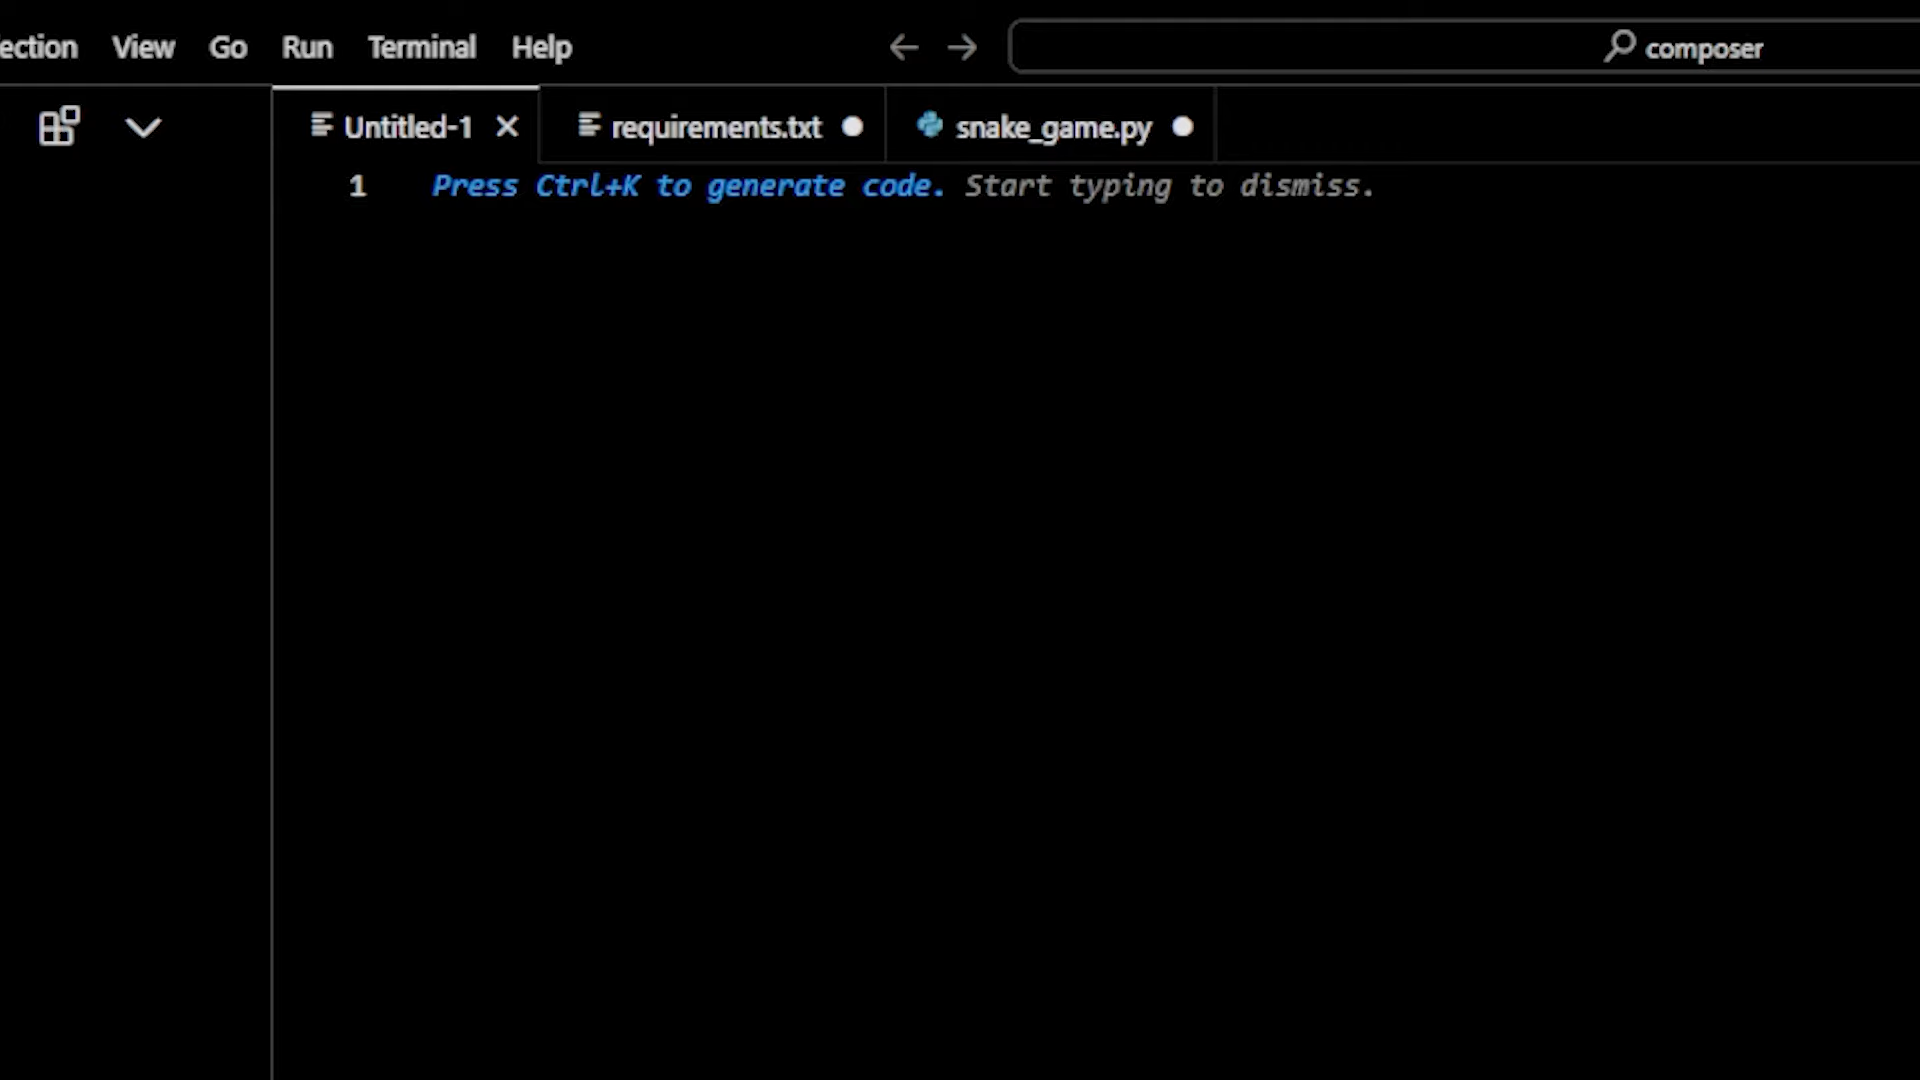 ection View Go Run Terminal Help composer
Untitled-1 requirements.txt snake_game.py
1 Press Ctrl+K to generate code. Start typing to dismiss.